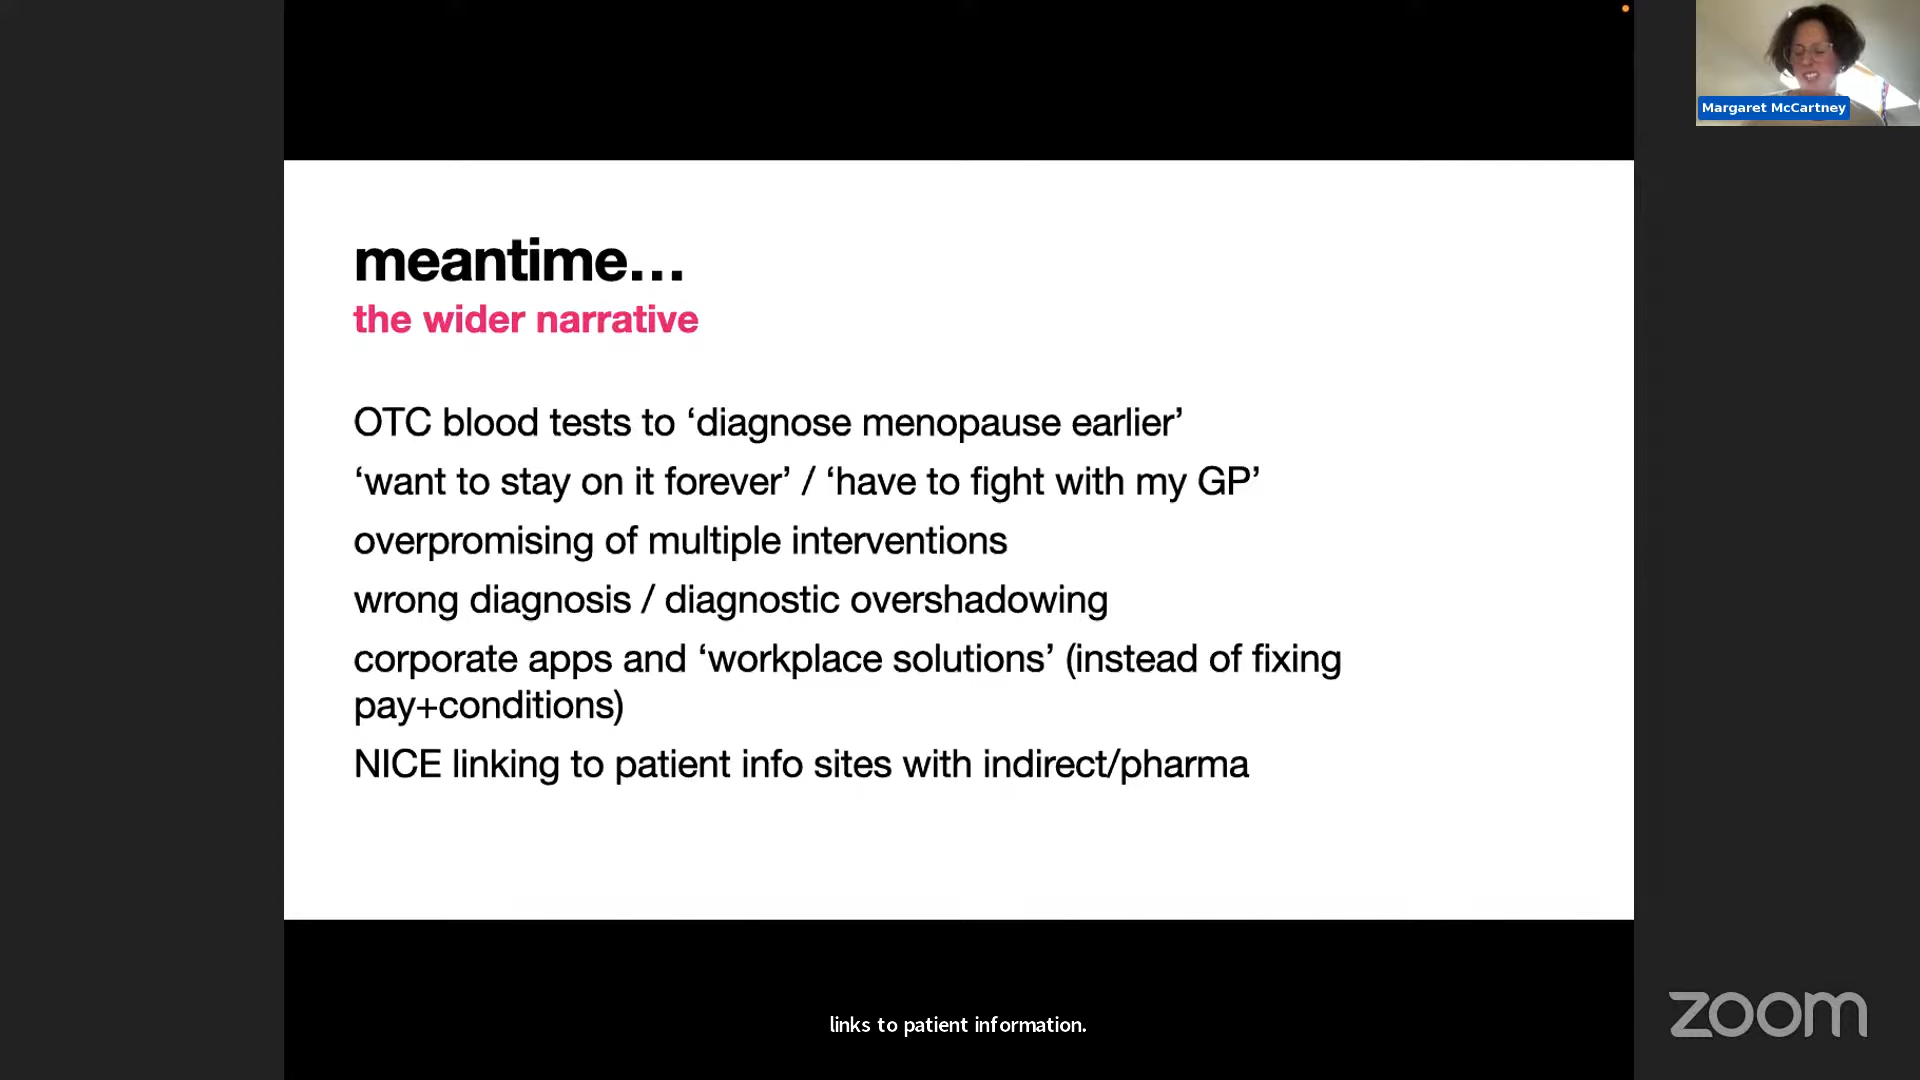 Margaret McCartney
meantime…
the wider narrative
OTC blood tests to ‘diagnose menopause earlier’
‘want to stay on it forever’ / ‘have to fight with my GP’
overpromising of multiple interventions
wrong diagnosis / diagnostic overshadowing
corporate apps and ‘workplace solutions’ (instead of fixing
pay+conditions)
NICE linking to patient info sites with indirect/pharma
links to patient information.
zoom